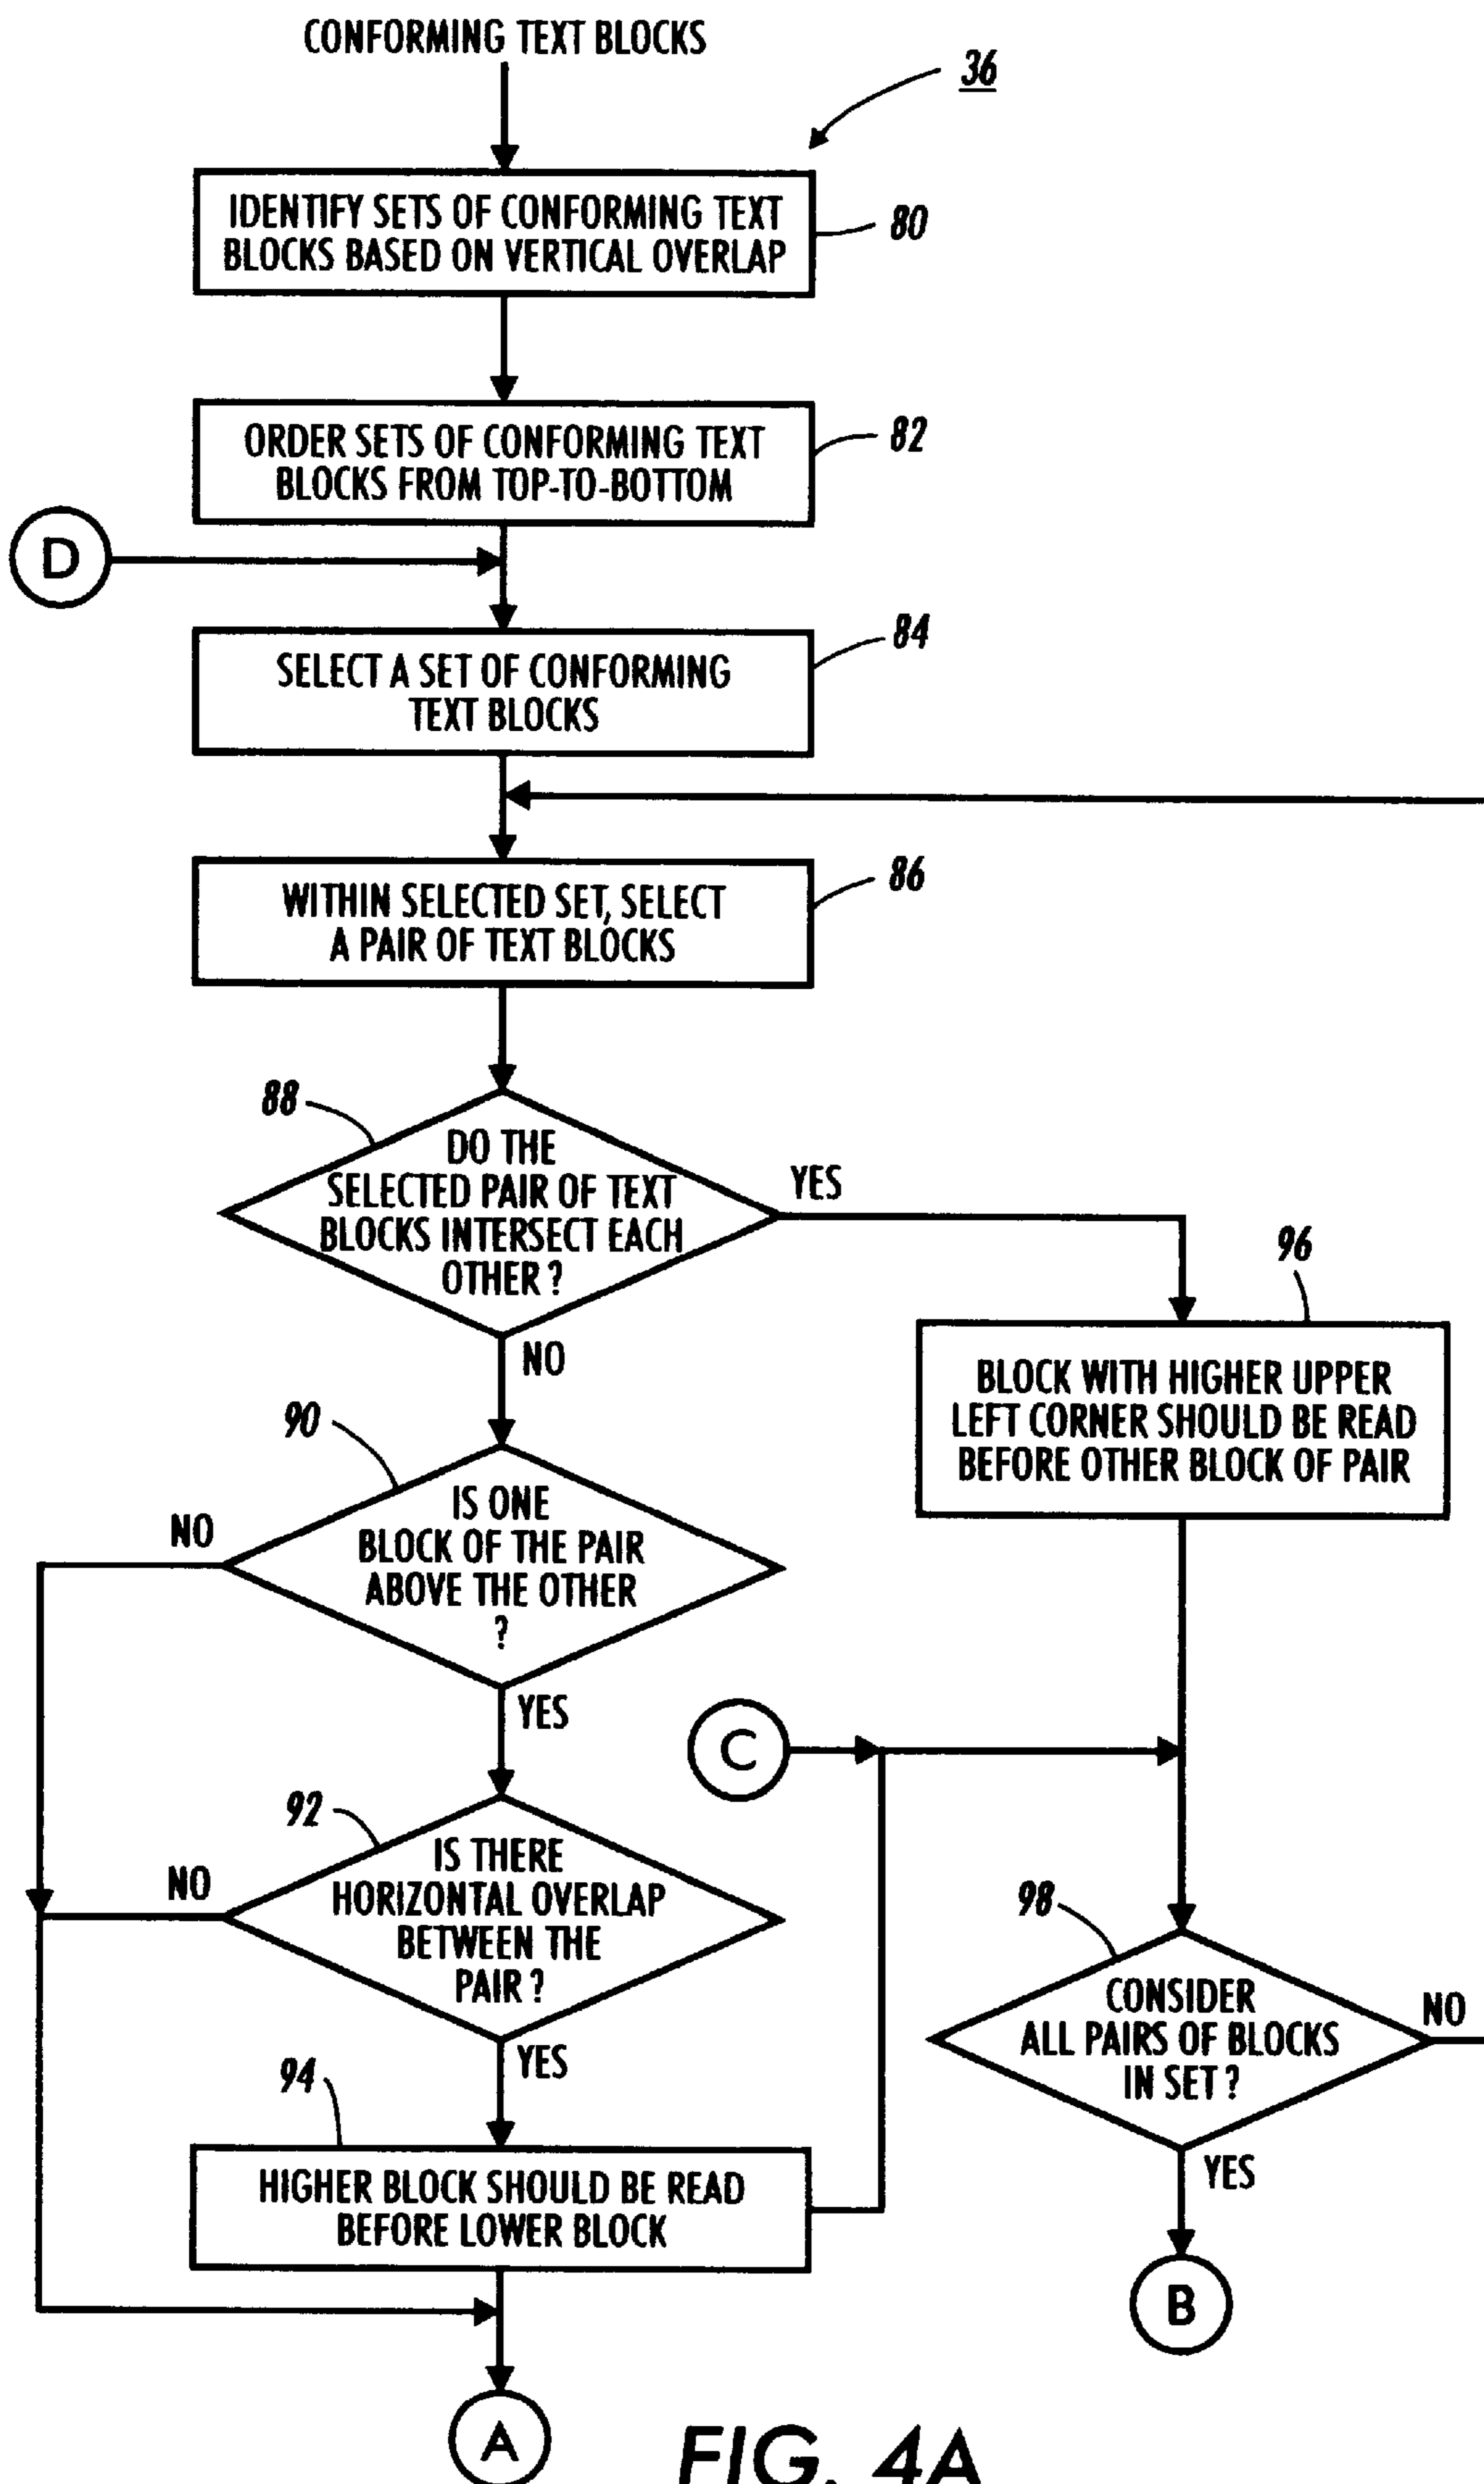 CONFORMING TEXT BLOCKS
36
IDENTIFY SETS OF CONFORMING TEXT
BLOCKS BASED ON VERTICAL OVERLAP
80
ORDER SETS OF CONFORMING TEXT
BLOCKS FROM TOP-TO-BOTTOM
82
D
SELECT A SET OF CONFORMING
TEXT BLOCKS
84
WITHIN SELECTED SET, SELECT
A PAIR OF TEXT BLOCKS
86
88
DO THE
SELECTED PAIR OF TEXT
BLOCKS INTERSECT EACH
OTHER ?
YES
NO
96
BLOCK WITH HIGHER UPPER
LEFT CORNER SHOULD BE READ
BEFORE OTHER BLOCK OF PAIR
90
IS ONE
BLOCK OF THE PAIR
ABOVE THE OTHER
?
NO
YES
C
92
IS THERE
HORIZONTAL OVERLAP
BETWEEN THE
PAIR ?
NO
YES
98
CONSIDER
ALL PAIRS OF BLOCKS
IN SET ?
NO
YES
94
HIGHER BLOCK SHOULD BE READ
BEFORE LOWER BLOCK
B
A
FIG. 4A